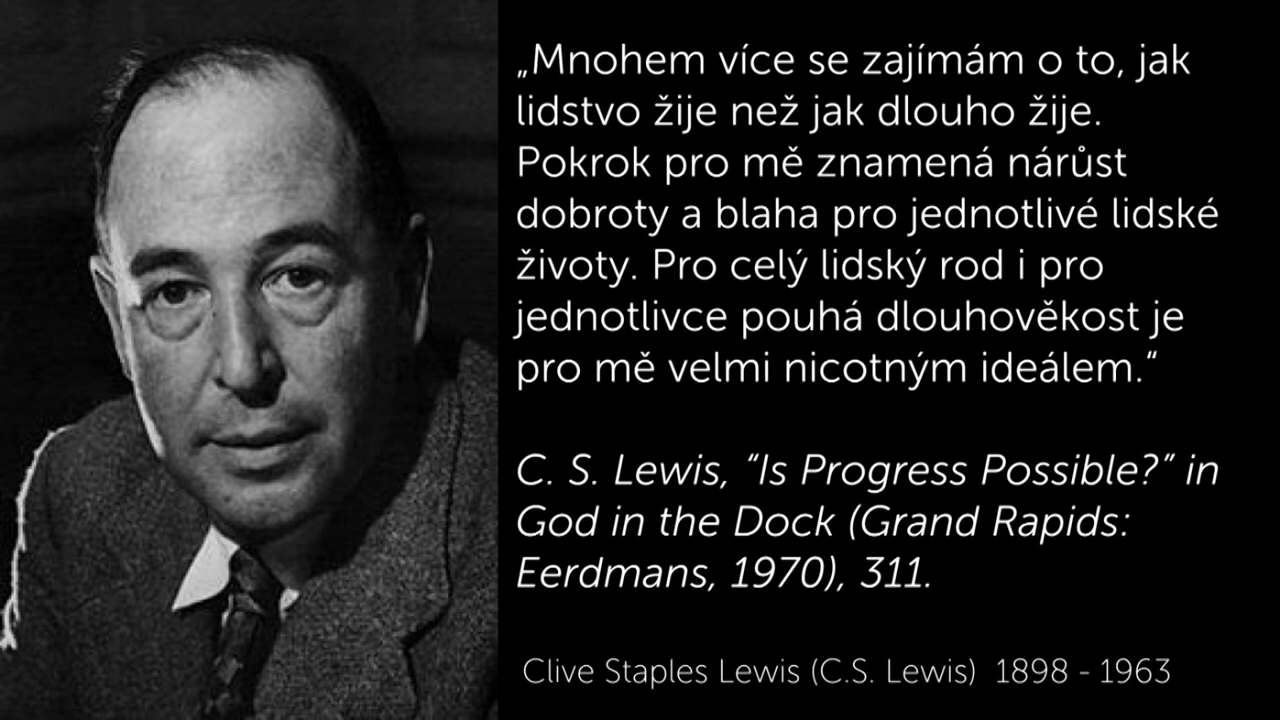 „Mnohem více se zajímám o to, jak
lidstvo žije než jak dlouho žije.
Pokrok pro mě znamená nárůst
dobroty a blaha pro jednotlivé lidské
životy. Pro celý lidský rod i pro
jednotlivce pouhá dlouhověkost je
pro mě velmi nicotným ideálem.“
C. S. Lewis, “Is Progress Possible?” in
God in the Dock (Grand Rapids:
Eerdmans, 1970), 311.
Clive Staples Lewis (C.S. Lewis) 1898 - 1963